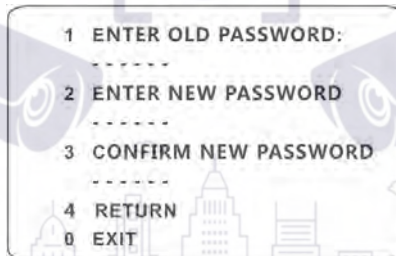 1 ENTER OLD PASSWORD:
- - - - - -
2 ENTER NEW PASSWORD
- - - - - -
3 CONFIRM NEW PASSWORD
- - - - - -
4 RETURN
0 EXIT